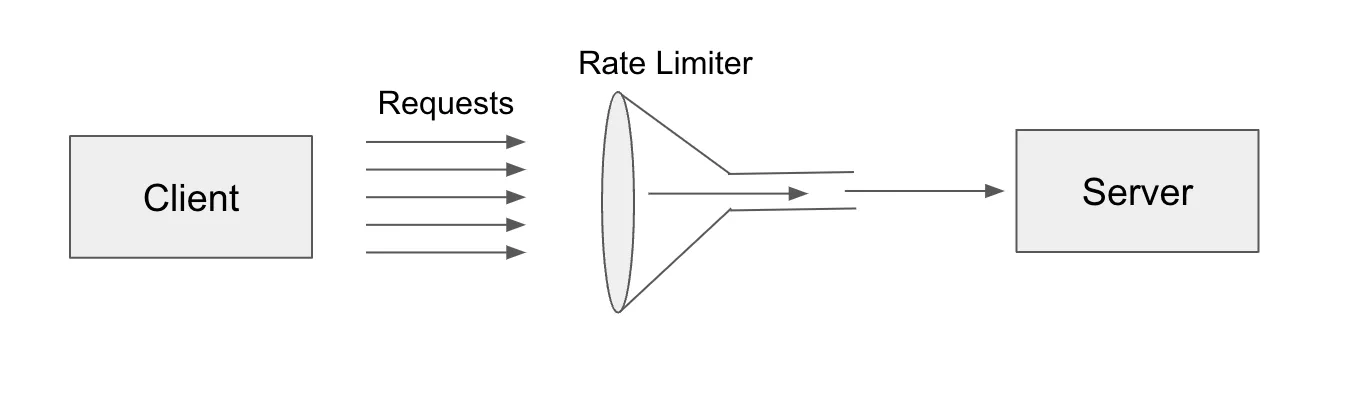 Rate Limiter
Requests
Client
Server